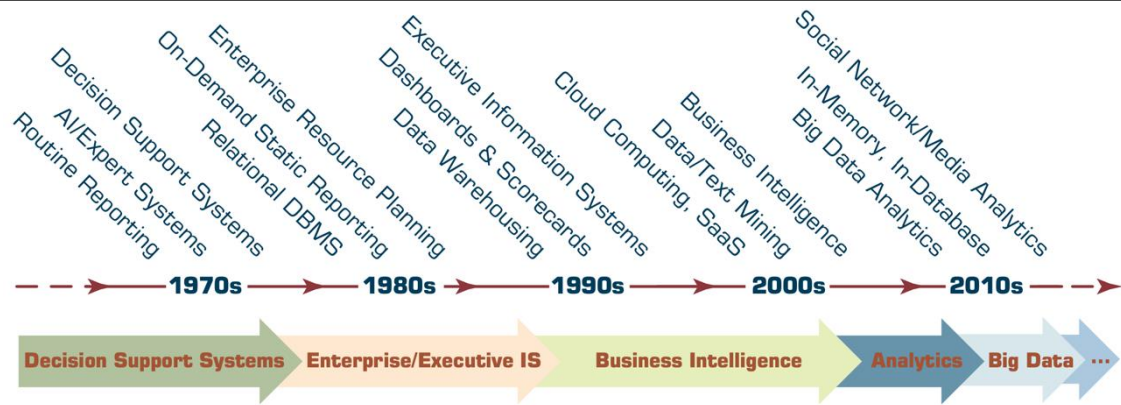 Routine Reporting
AI/Expert Systems
Decision Support Systems
Relational DBMS
On-Demand Static Reporting
Enterprise Resource Planning
Data Warehousing
Dashboards & Scorecards
Executive Information Systems
Cloud Computing, SaaS
Data/Text Mining
Business Intelligence
Big Data Analytics
In-Memory, In-Database
Social Network/Media Analytics
1970s
1980s
1990s
2000s
2010s
Decision Support Systems
Enterprise/Executive IS
Business Intelligence
Analytics
Big Data
...